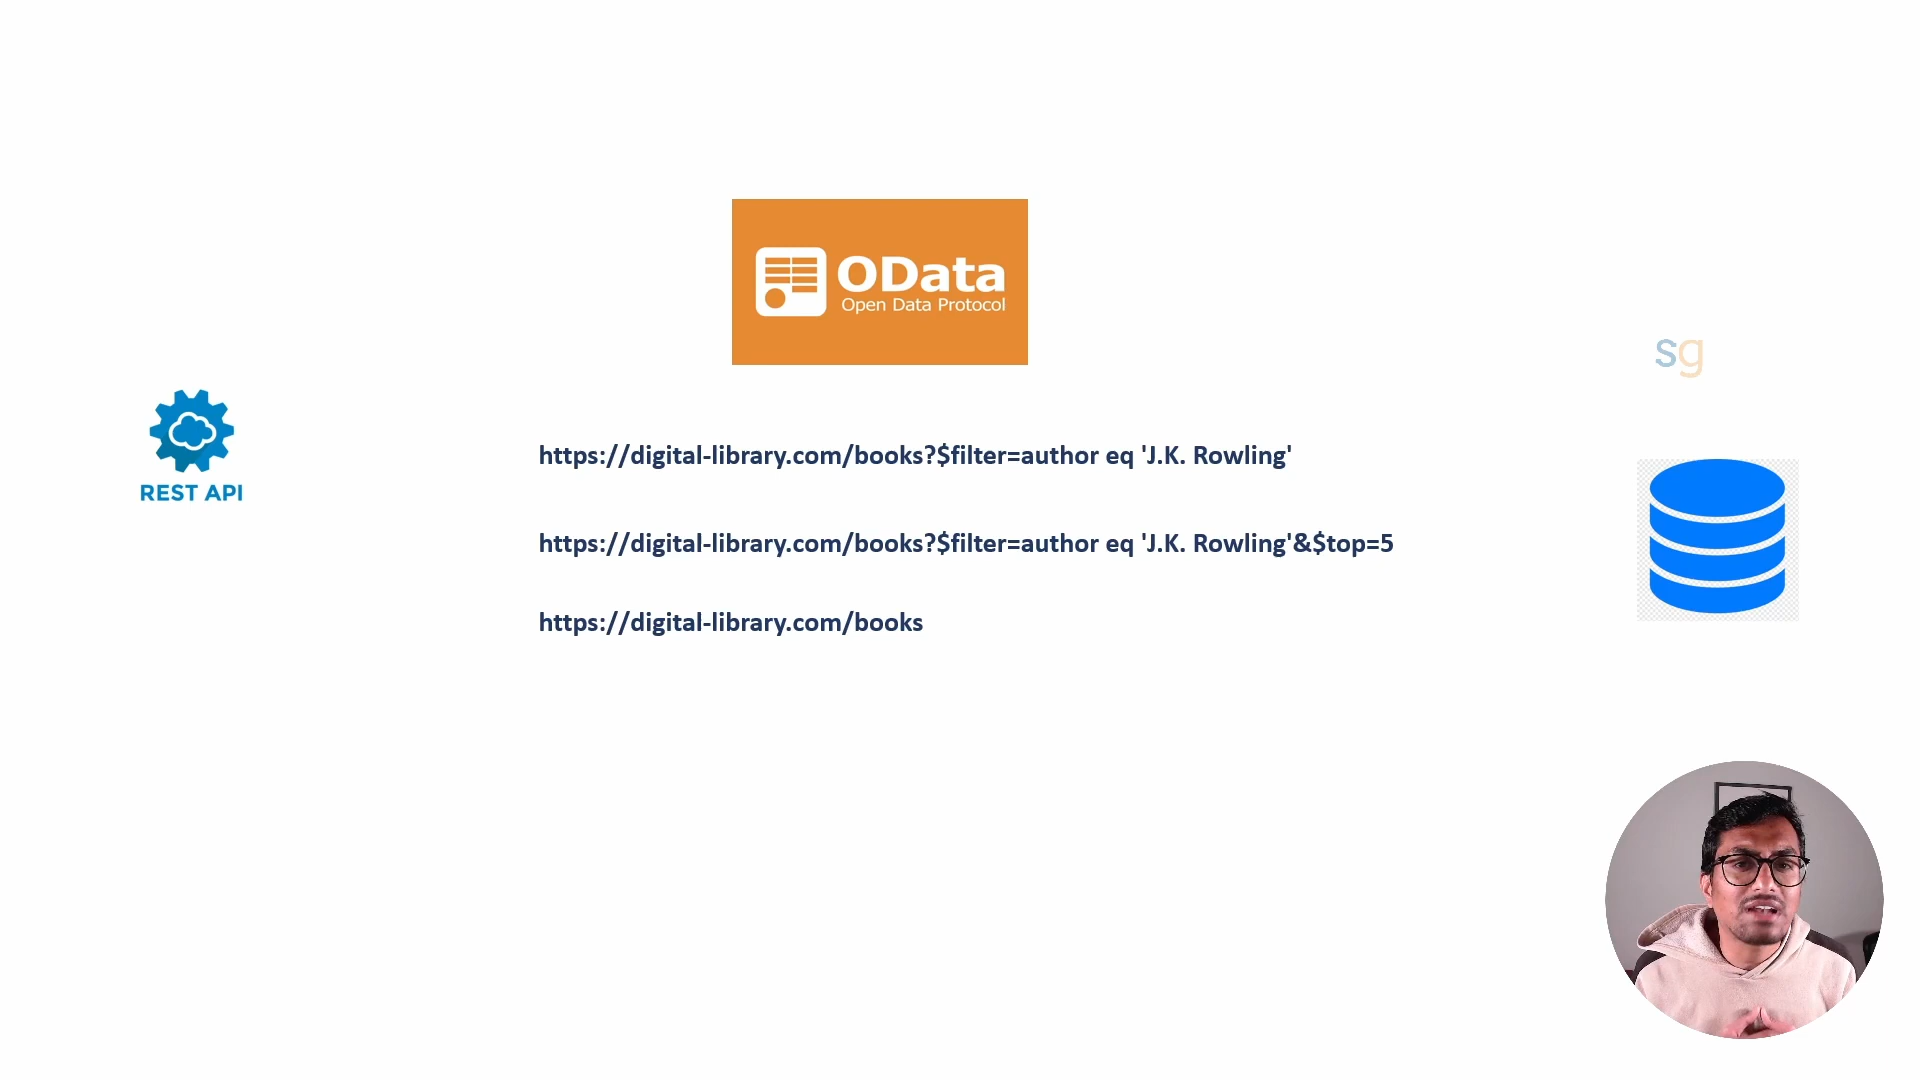 OData
Open Data Protocol
sg
REST API
https://digital-library.com/books?$filter=author eq 'J.K. Rowling'
https://digital-library.com/books?$filter=author eq 'J.K. Rowling'&$top=5
https://digital-library.com/books